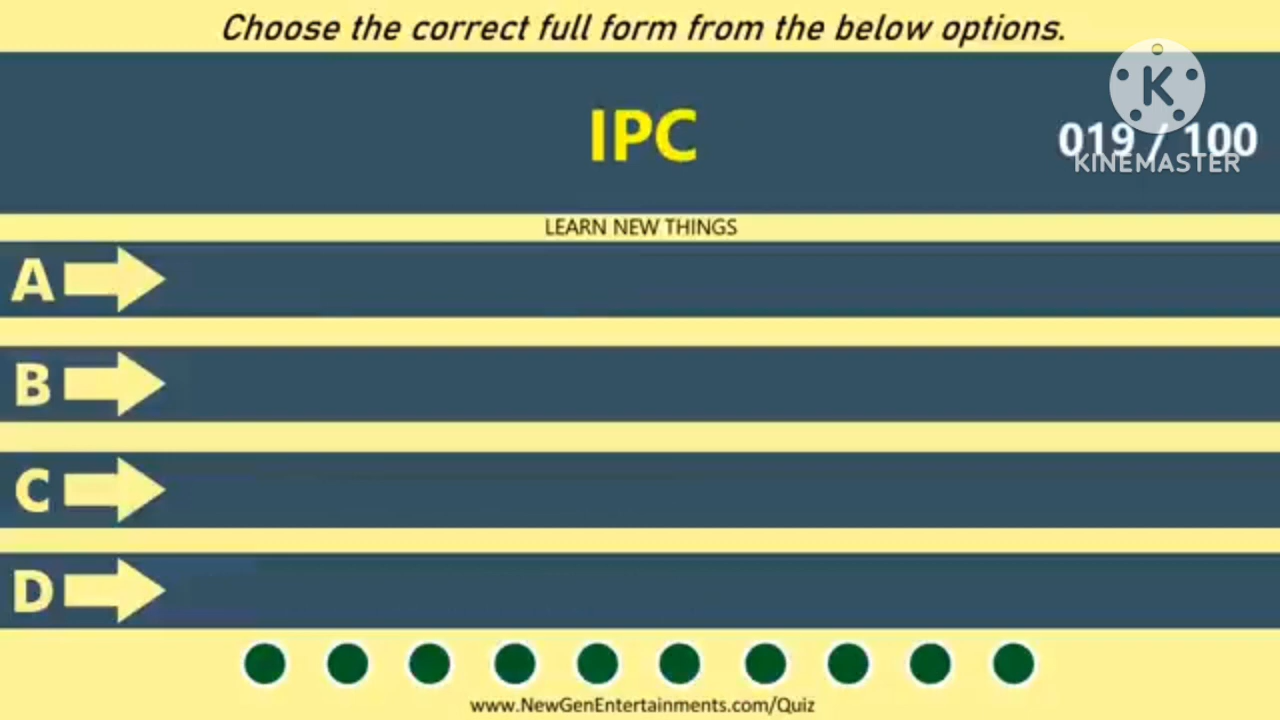 Choose the correct full form from the below options.
IPC
019 / 100
K
KINEMASTER
LEARN NEW THINGS
A
B
C
D
www.NewGenEntertainments.com/Quiz